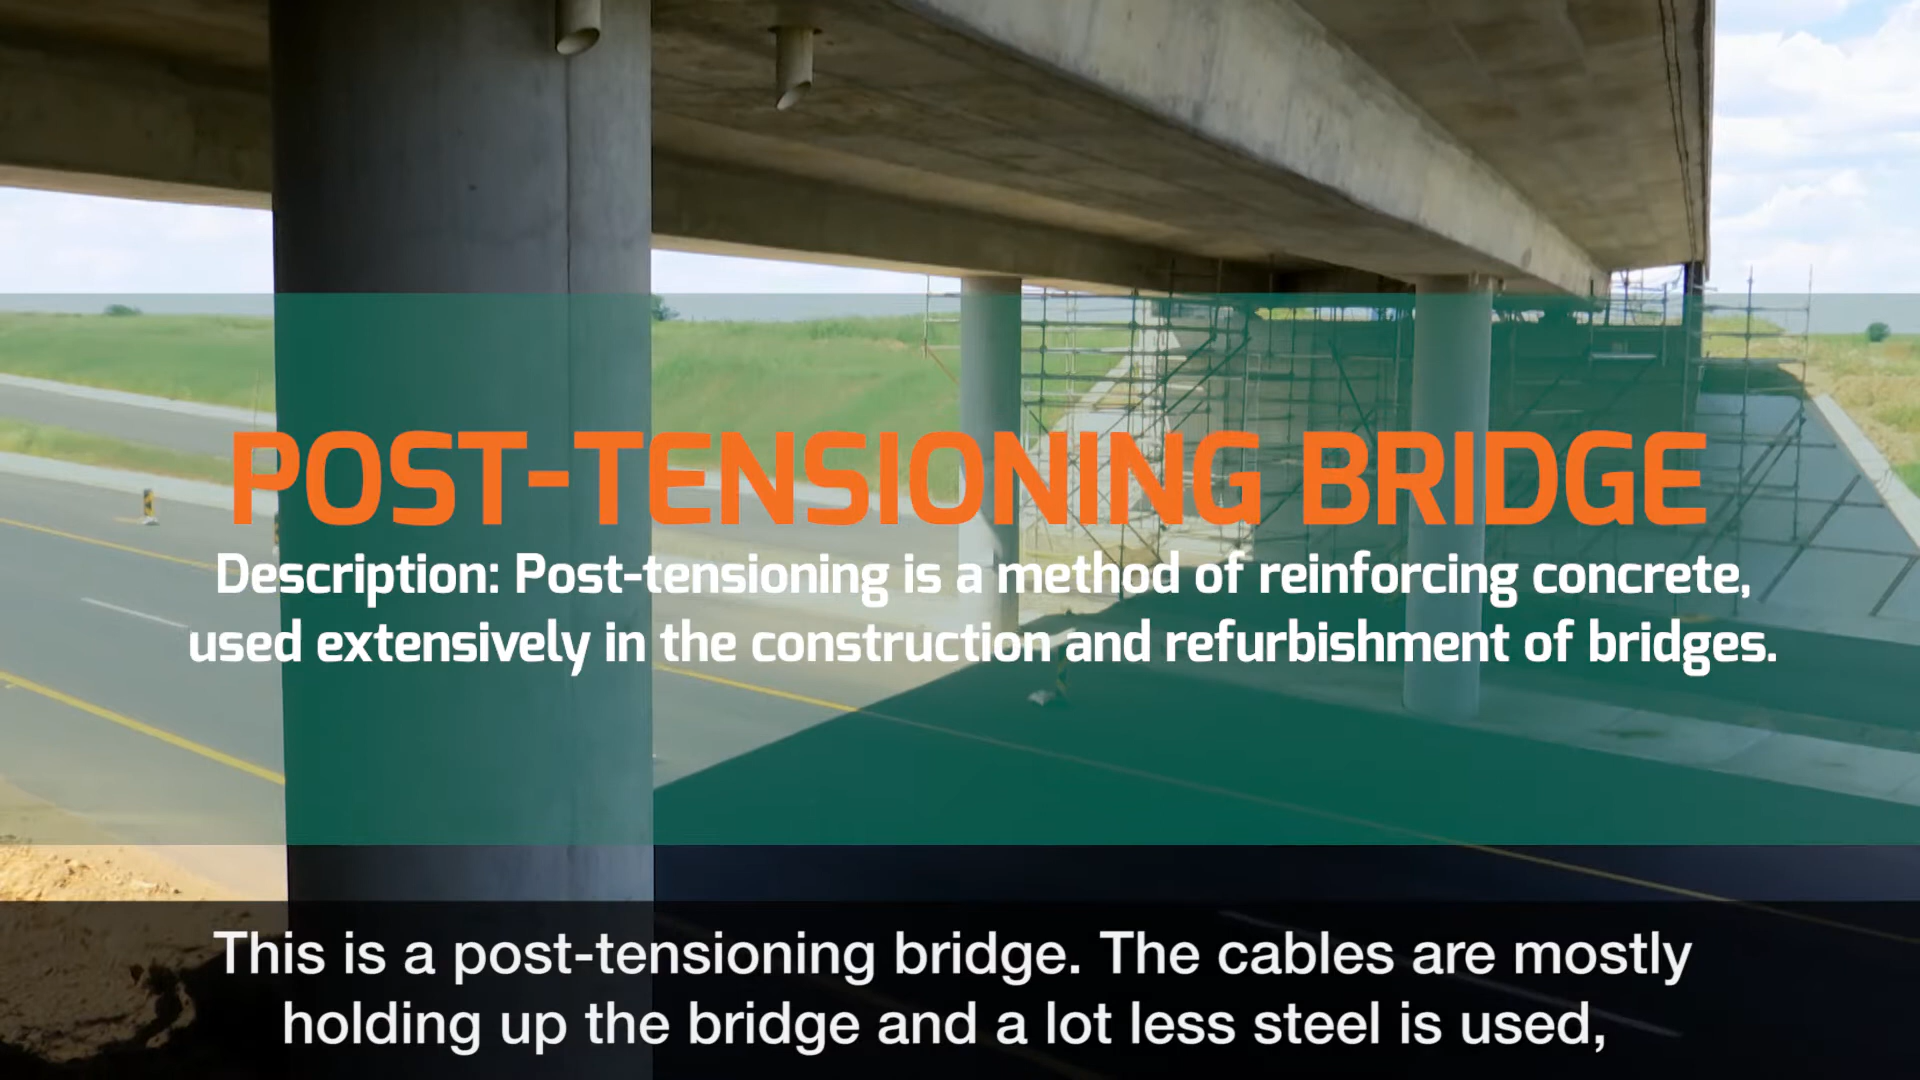 POST-TENSIONING BRIDGE
Description: Post-tensioning is a method of reinforcing concrete,
used extensively in the construction and refurbishment of bridges.
This is a post-tensioning bridge. The cables are mostly
holding up the bridge and a lot less steel is used,